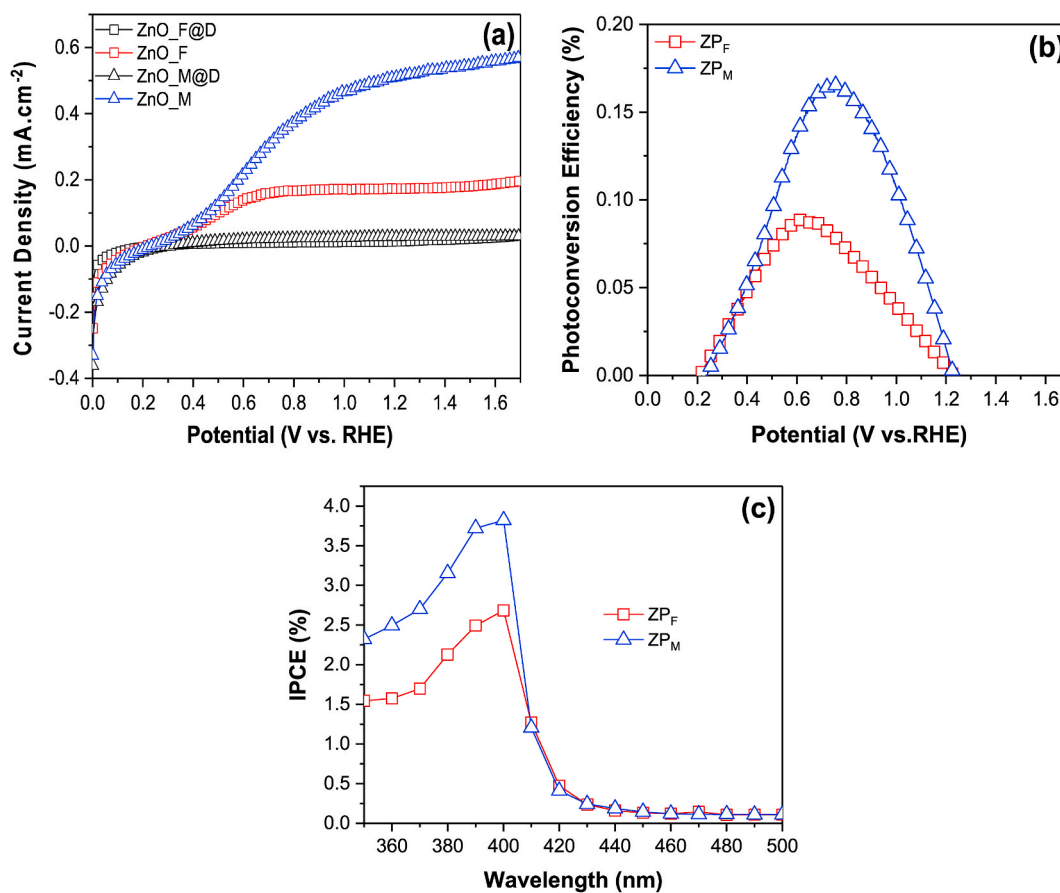 (a)
ZnO_F@D
ZnO_F
ZnO_M@D
ZnO_M
Current Density (mA.cm⁻²)
0.6
0.4
0.2
0.0
-0.2
-0.4
0.0 0.2 0.4 0.6 0.8 1.0 1.2 1.4 1.6
Potential (V vs. RHE)
(b)
ZP_F
ZP_M
Photoconversion Efficiency (%)
0.20
0.15
0.10
0.05
0.00
0.0 0.2 0.4 0.6 0.8 1.0 1.2 1.4 1.6
Potential (V vs.RHE)
(c)
ZP_F
ZP_M
IPCE (%)
4.0
3.5
3.0
2.5
2.0
1.5
1.0
0.5
0.0
360 380 400 420 440 460 480 500
Wavelength (nm)